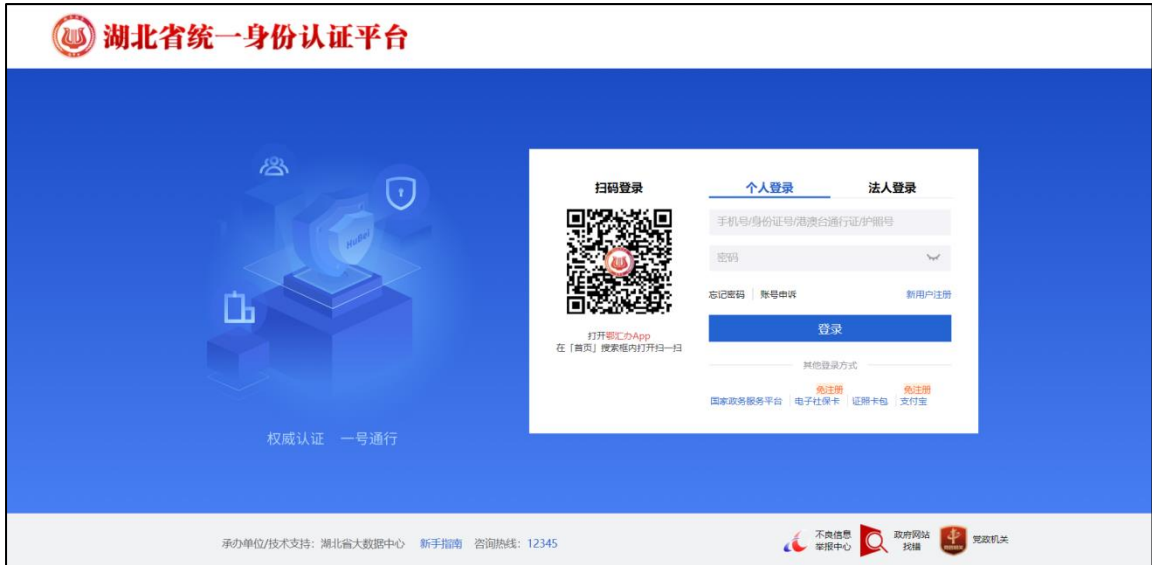 湖北省统一身份认证平台
HuBei
权威认证 一号通行
扫码登录
打开鄂汇办App
在「首页」搜索框内打开扫一扫
个人登录 法人登录
手机号/身份证号/港澳台通行证/护照号
密码
忘记密码 账号申诉 新用户注册
登录
其他登录方式
免注册 免注册
国家政务服务平台 电子社保卡 证照卡包 支付宝
承办单位/技术支持：湖北省大数据中心 新手指南 咨询热线：12345
不良信息
举报中心
政府网站
找错
党政机关